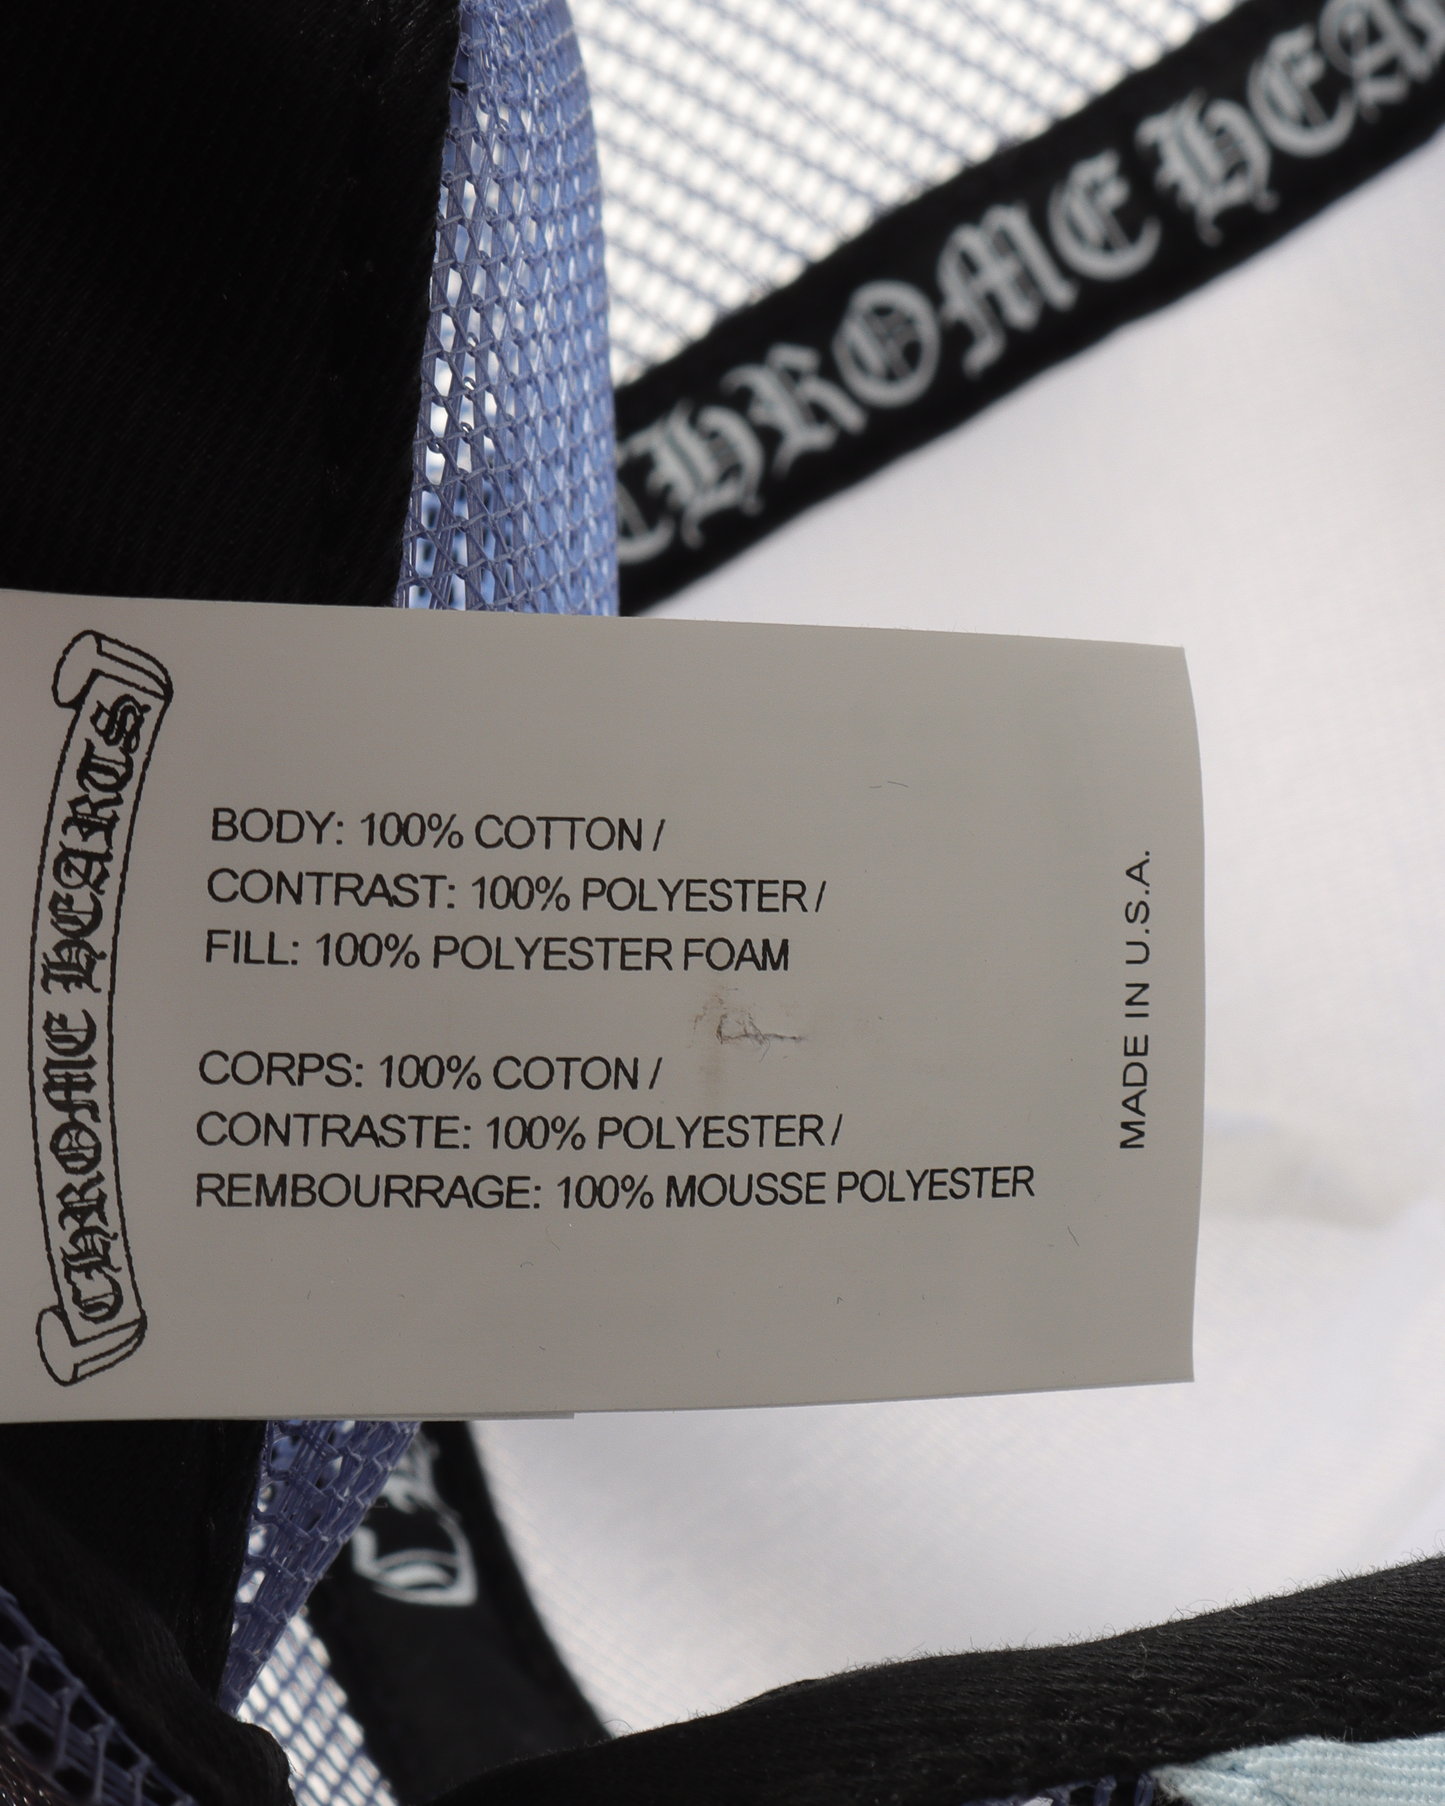 CHROME HEA
CHROME HEARTS
BODY: 100% COTTON /
CONTRAST: 100% POLYESTER /
FILL: 100% POLYESTER FOAM
CORPS: 100% COTON /
CONTRASTE: 100% POLYESTER /
REMBOURRAGE: 100% MOUSSE POLYESTER
MADE IN U.S.A.